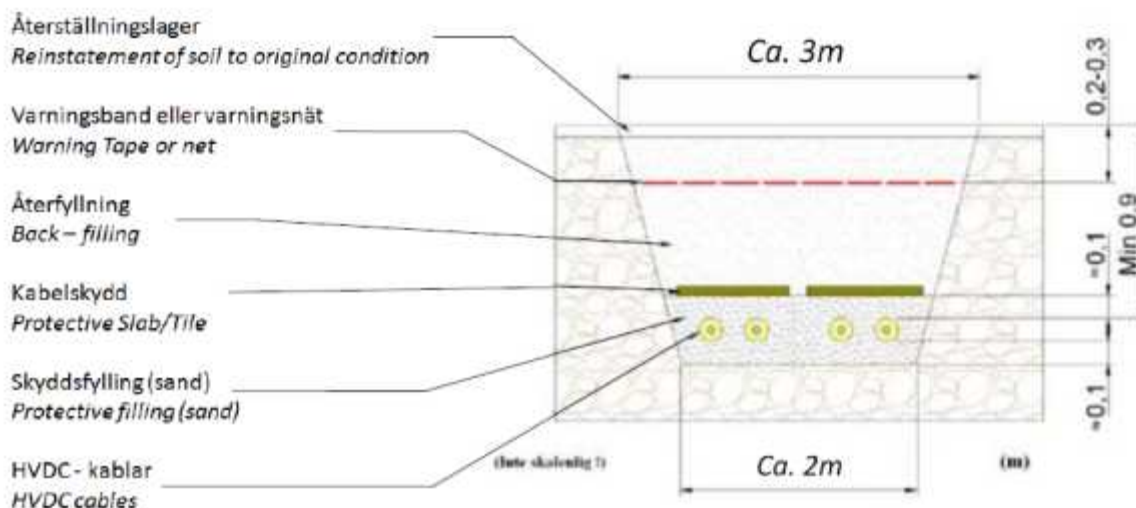 Återställningslager
Reinstatement of soil to original condition
Varningsband eller varningsnät
Warning Tape or net
Återfyllning
Back – filling
Kabelskydd
Protective Slab/Tile
Skyddsfylling (sand)
Protective filling (sand)
HVDC - kablar
HVDC cables
Ca. 3m
0,2-0,3
Min 0,9
≈0,1
≈0,1
(Inte skalenlig !)
Ca. 2m
(m)